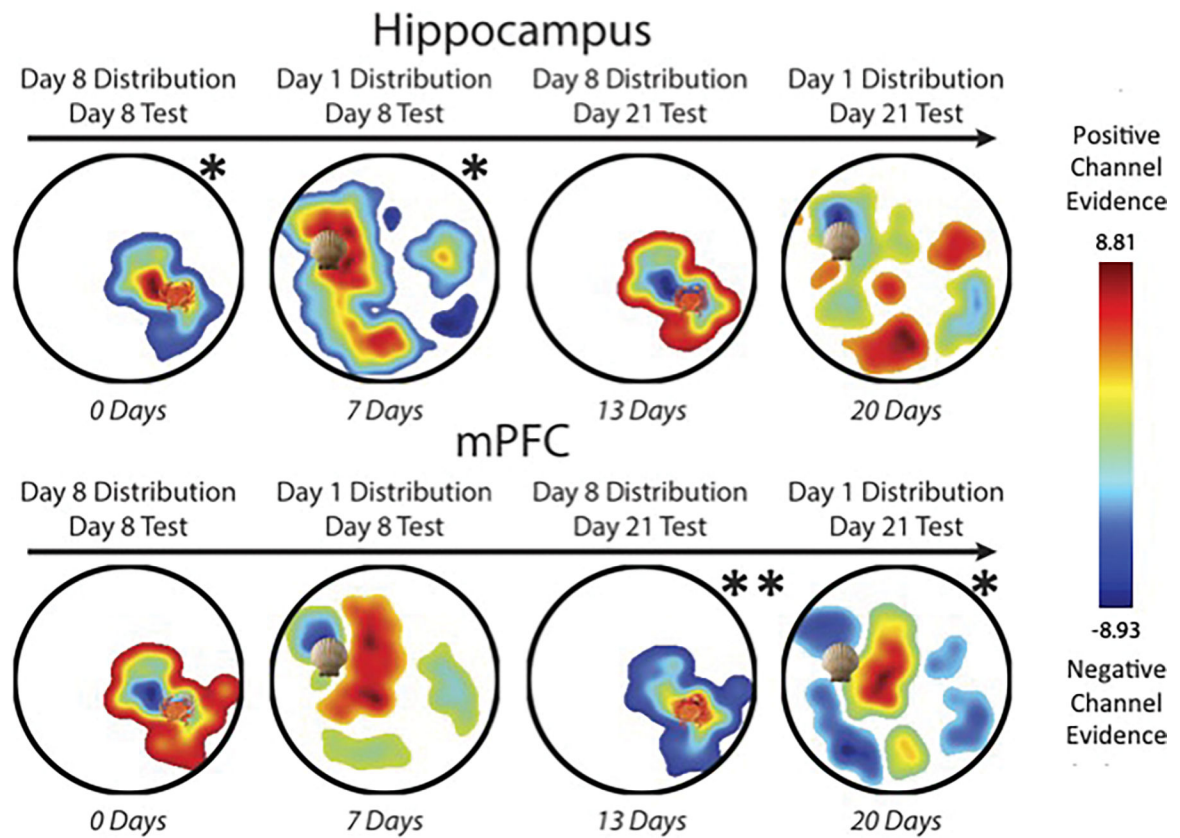 Hippocampus
Day 8 Distribution
Day 8 Test
Day 1 Distribution
Day 8 Test
Day 8 Distribution
Day 21 Test
Day 1 Distribution
Day 21 Test
*
*
0 Days
7 Days
13 Days
20 Days
mPFC
Day 8 Distribution
Day 8 Test
Day 1 Distribution
Day 8 Test
Day 8 Distribution
Day 21 Test
Day 1 Distribution
Day 21 Test
**
*
0 Days
7 Days
13 Days
20 Days
Positive
Channel
Evidence
8.81
-8.93
Negative
Channel
Evidence